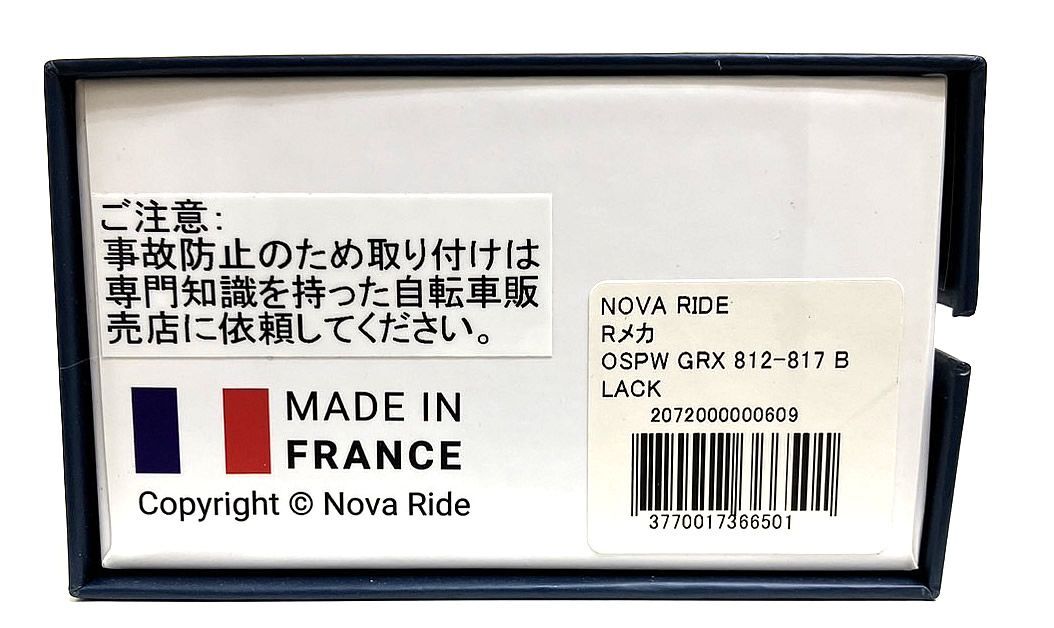 ご注意:
事故防止のため取り付けは
専門知識を持った自転車販
売店に依頼してください。
MADE IN
FRANCE
Copyright © Nova Ride
NOVA RIDE
Rメカ
OSPW GRX 812-817 B
LACK
2072000000609
3770017366501